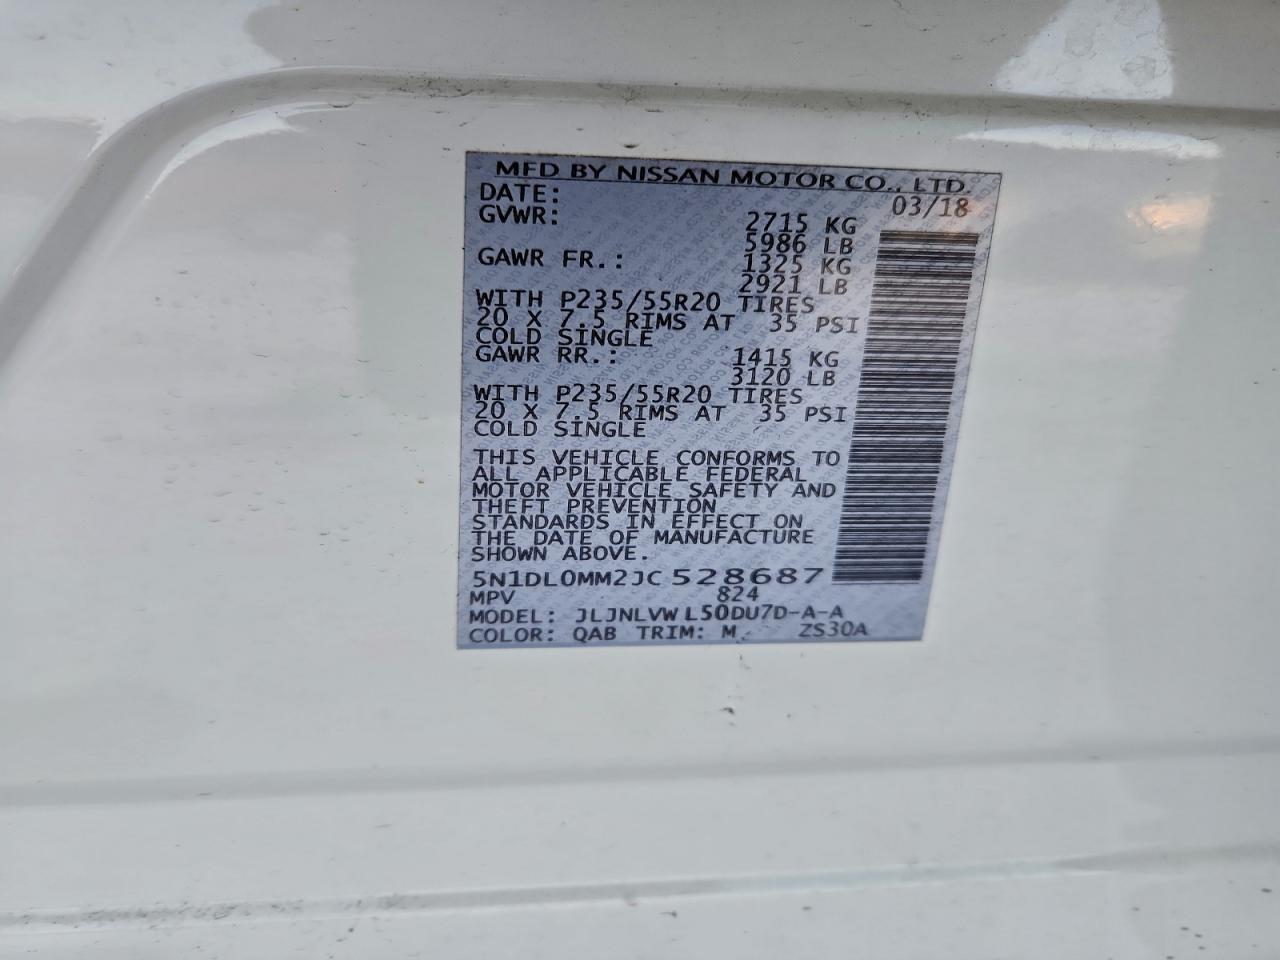 MFD BY NISSAN MOTOR CO., LTD.
DATE: 03/18
GVWR: 2715 KG
5986 LB
GAWR FR.: 1325 KG
2921 LB
WITH P235/55R20 TIRES
20 X 7.5 RIMS AT 35 PSI
COLD SINGLE
GAWR RR.: 1415 KG
3120 LB
WITH P235/55R20 TIRES
20 X 7.5 RIMS AT 35 PSI
COLD SINGLE
THIS VEHICLE CONFORMS TO
ALL APPLICABLE FEDERAL
MOTOR VEHICLE SAFETY AND
THEFT PREVENTION
STANDARDS IN EFFECT ON
THE DATE OF MANUFACTURE
SHOWN ABOVE.
5N1DL0MM2JC528687
MPV 824
MODEL: JLJNLVWL50DU7D-A-A
COLOR: QAB TRIM: M ZS30A